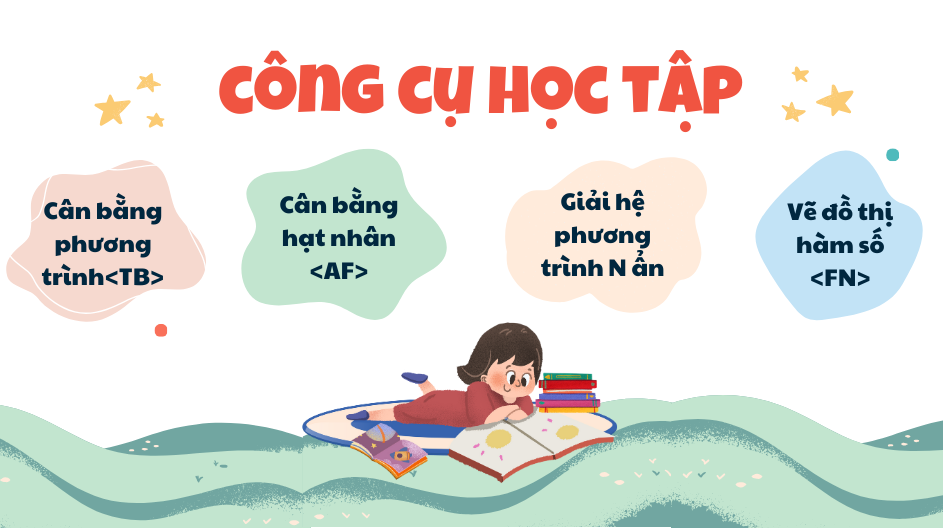 CÔNG CỤ HỌC TẬP
Cân bằng
phương
trình<TB>
Cân bằng
hạt nhân
<AF>
Giải hệ
phương
trình N ẩn
Vẽ đồ thị
hàm số
<FN>